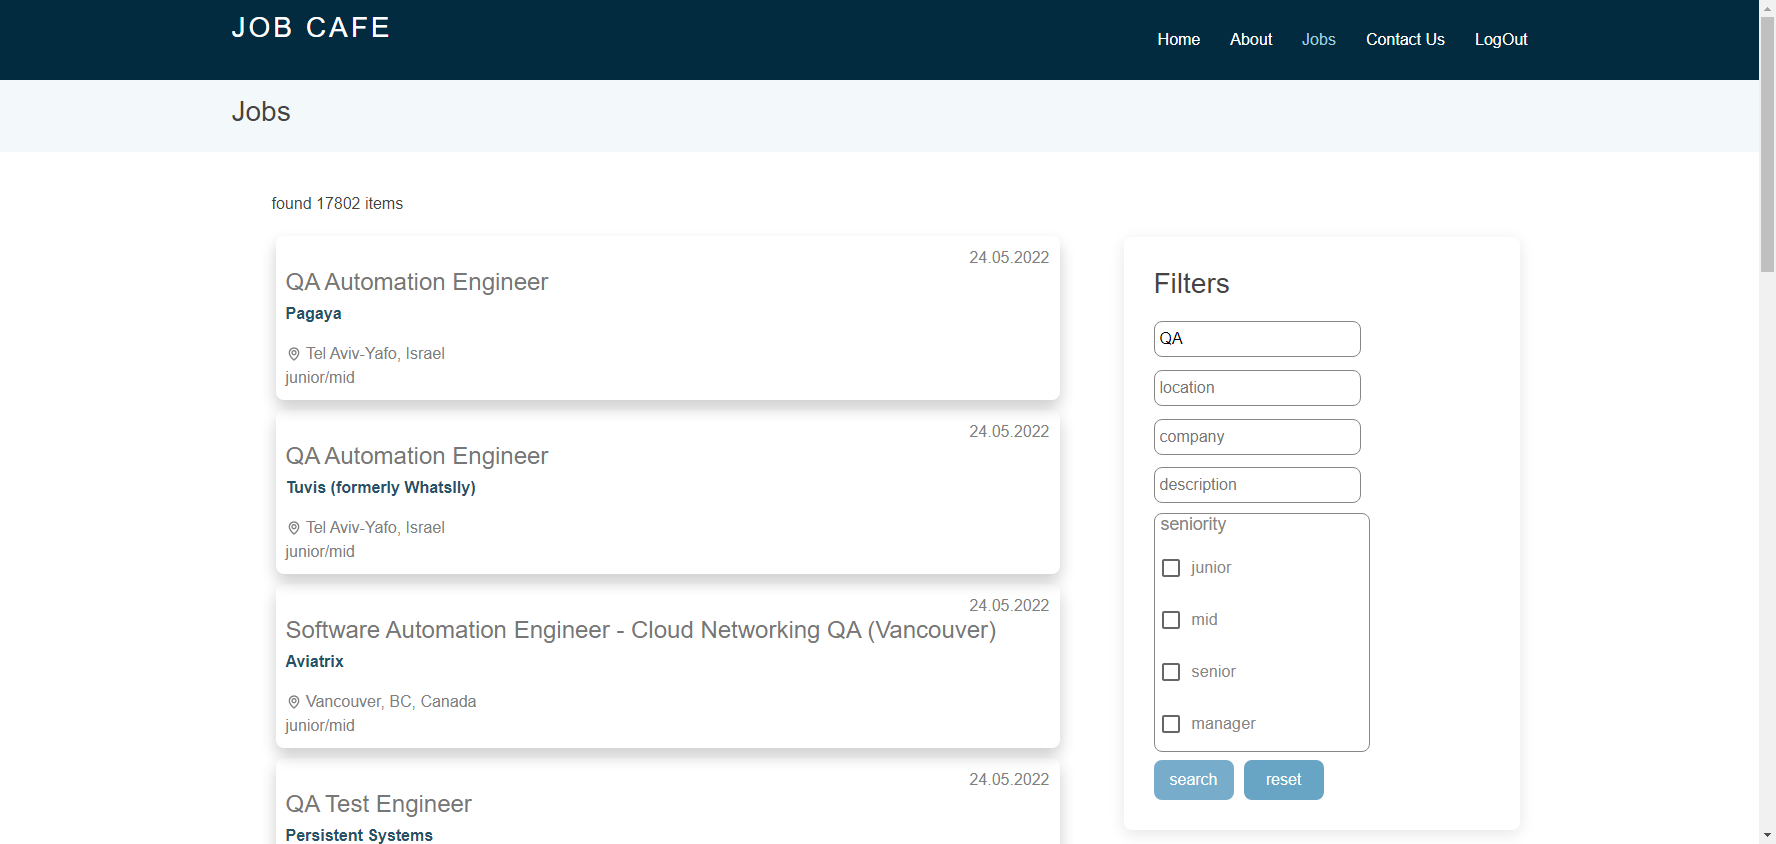 JOB CAFE
Home About Jobs Contact Us LogOut
Jobs
found 17802 items
24.05.2022
QA Automation Engineer
Pagaya
Tel Aviv-Yafo, Israel
junior/mid
24.05.2022
QA Automation Engineer
Tuvis (formerly Whatslly)
Tel Aviv-Yafo, Israel
junior/mid
24.05.2022
Software Automation Engineer - Cloud Networking QA (Vancouver)
Aviatrix
Vancouver, BC, Canada
junior/mid
24.05.2022
QA Test Engineer
Persistent Systems
Filters
QA
location
company
description
seniority
junior
mid
senior
manager
search reset